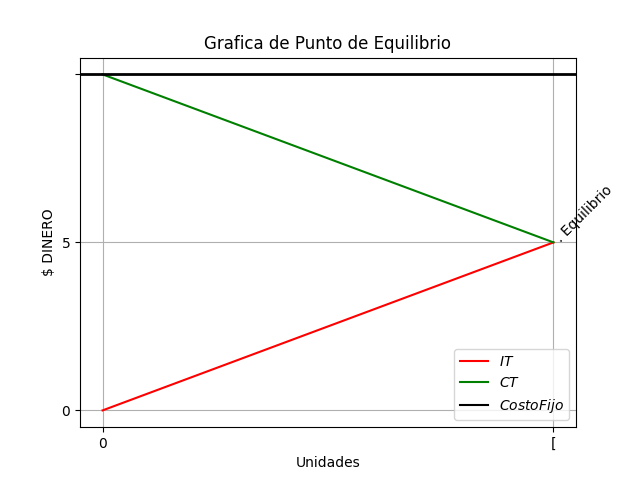 Grafica de Punto de Equilibrio
$ DINERO
5
0
. Equilibrio
IT
CT
CostoFijo
0
[
Unidades